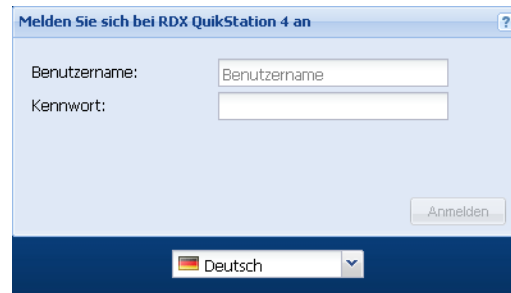 Melden Sie sich bei RDX QuikStation 4 an
?
Benutzername:
Benutzername
Kennwort:
Anmelden
Deutsch